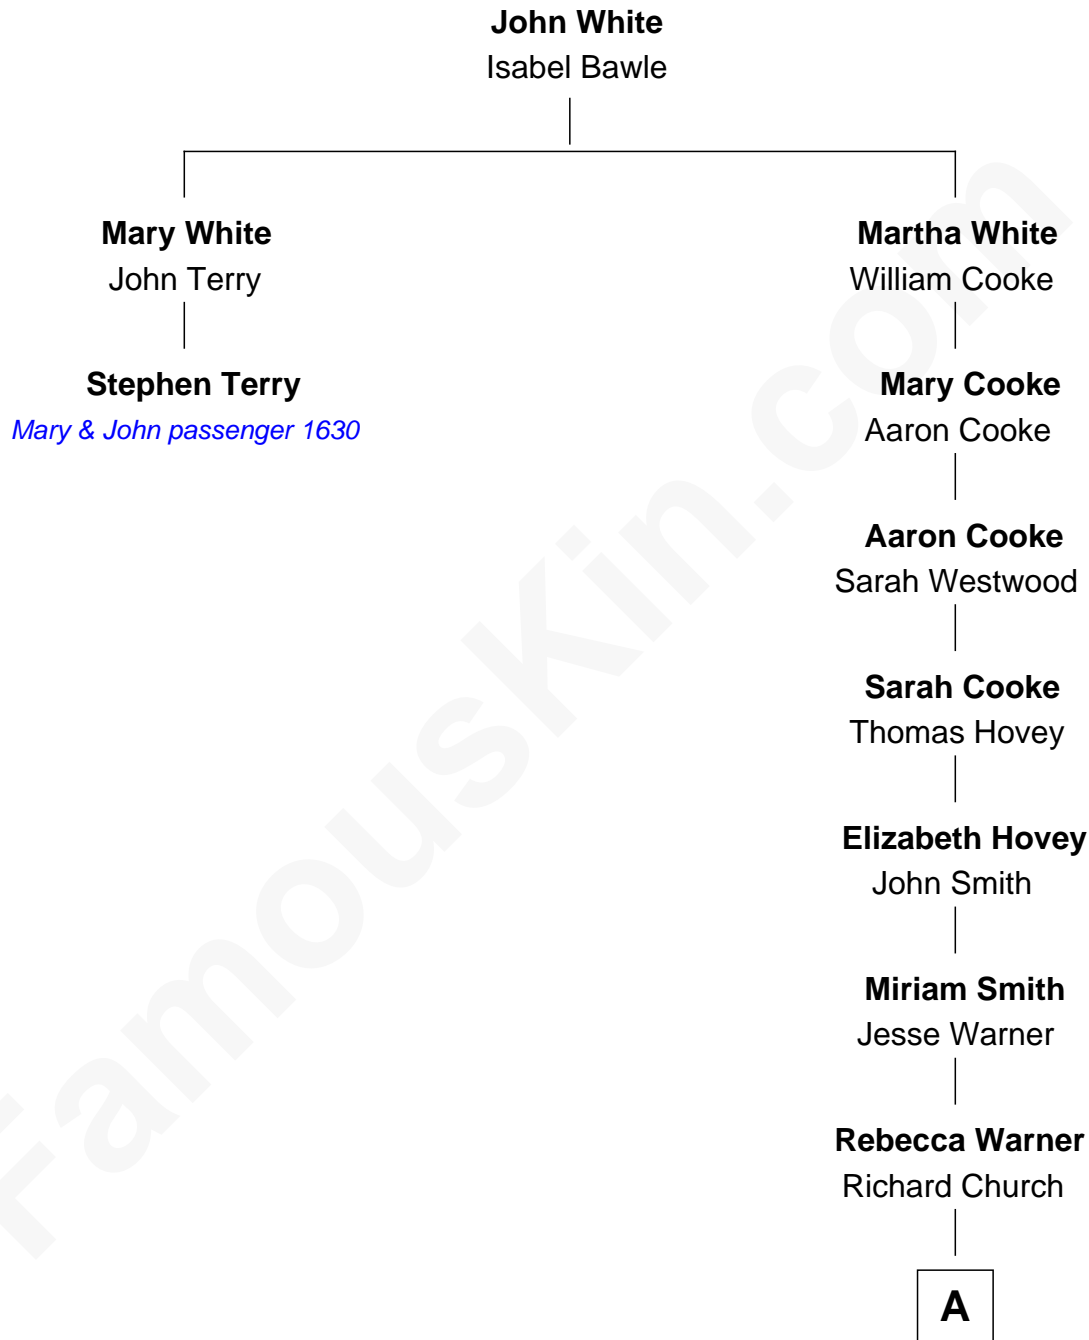 John White
Isabel Bawle
Mary White
John Terry
Stephen Terry
Mary & John passenger 1630
Martha White
William Cooke
Mary Cooke
Aaron Cooke
Aaron Cooke
Sarah Westwood
Sarah Cooke
Thomas Hovey
Elizabeth Hovey
John Smith
Miriam Smith
Jesse Warner
Rebecca Warner
Richard Church
A
FamousKin.com